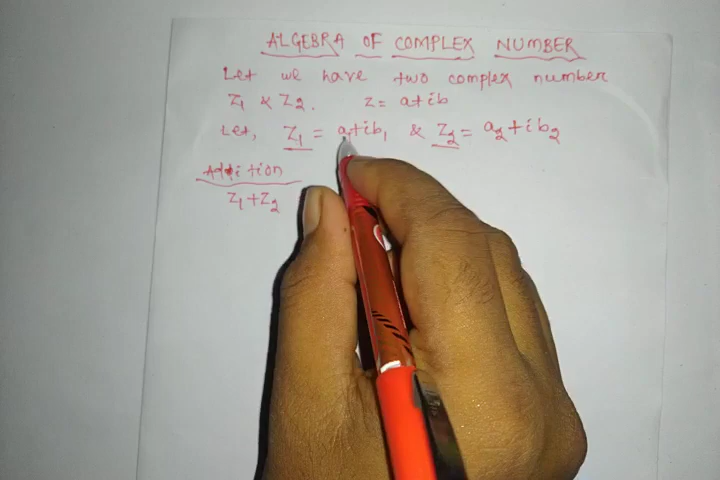 ALGEBRA OF COMPLEX NUMBER
Let we have two complex number
Z₁ & Z₂. Z = a+ib
Let, Z₁ = a₁+ib₁ & Z₂ = a₂+ib₂
Addition
Z₁+Z₂